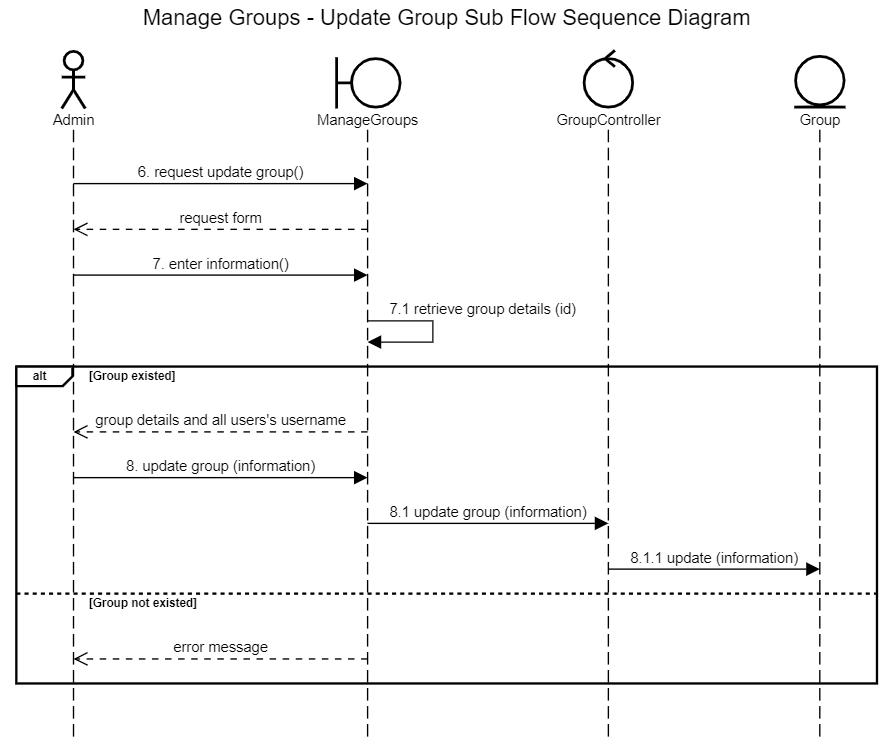 Manage Groups - Update Group Sub Flow Sequence Diagram
Admin
ManageGroups
GroupController
Group
6. request update group()
request form
7. enter information()
7.1 retrieve group details (id)
alt
[Group existed]
group details and all users's username
8. update group (information)
8.1 update group (information)
8.1.1 update (information)
[Group not existed]
error message